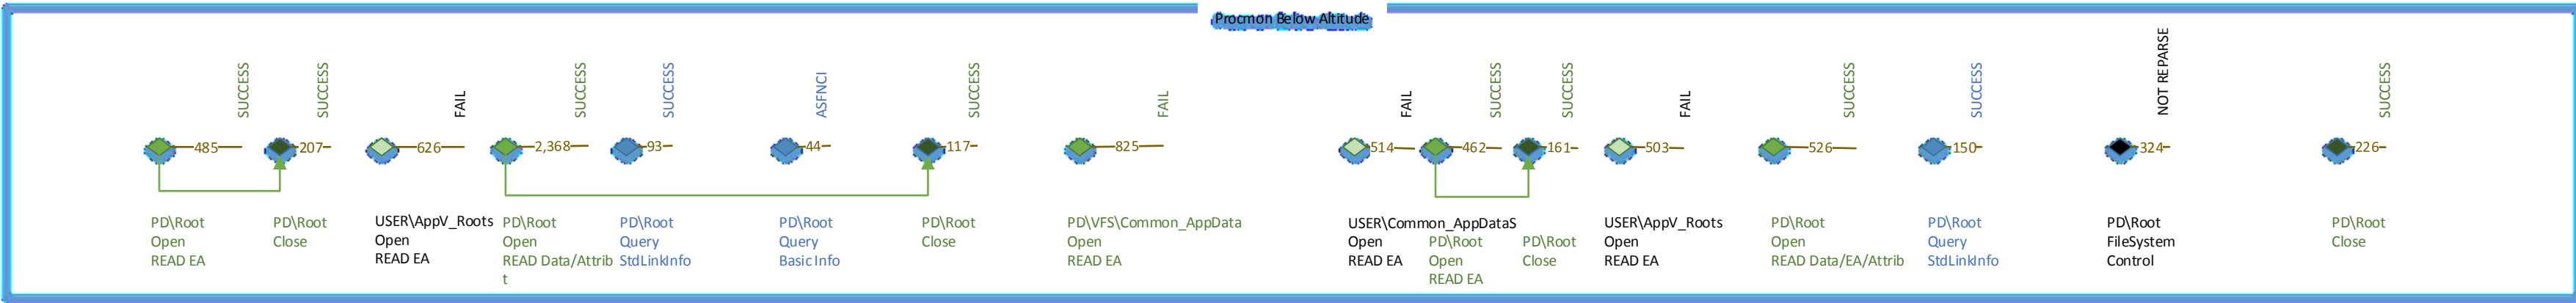 Procmon Below Altitude
SUCCESS
SUCCESS
FAIL
SUCCESS
SUCCESS
ASFNCI
SUCCESS
FAIL
FAIL
SUCCESS
SUCCESS
FAIL
SUCCESS
SUCCESS
NOT REPARSE
SUCCESS
485
207
626
2,368
93
44
117
825
514
462
161
503
526
150
324
226
PD\Root
Open
READ EA
PD\Root
Close
USER\AppV_Roots
Open
READ EA
PD\Root
Open
READ Data/Attrib
t
PD\Root
Query
StdLinkInfo
PD\Root
Query
Basic Info
PD\Root
Close
PD\VFS\Common_AppData
Open
READ EA
USER\Common_AppDataS
Open
READ EA
PD\Root
Open
READ EA
PD\Root
Close
USER\AppV_Roots
Open
READ EA
PD\Root
Open
READ Data/EA/Attrib
PD\Root
Query
StdLinkInfo
PD\Root
FileSystem
Control
PD\Root
Close